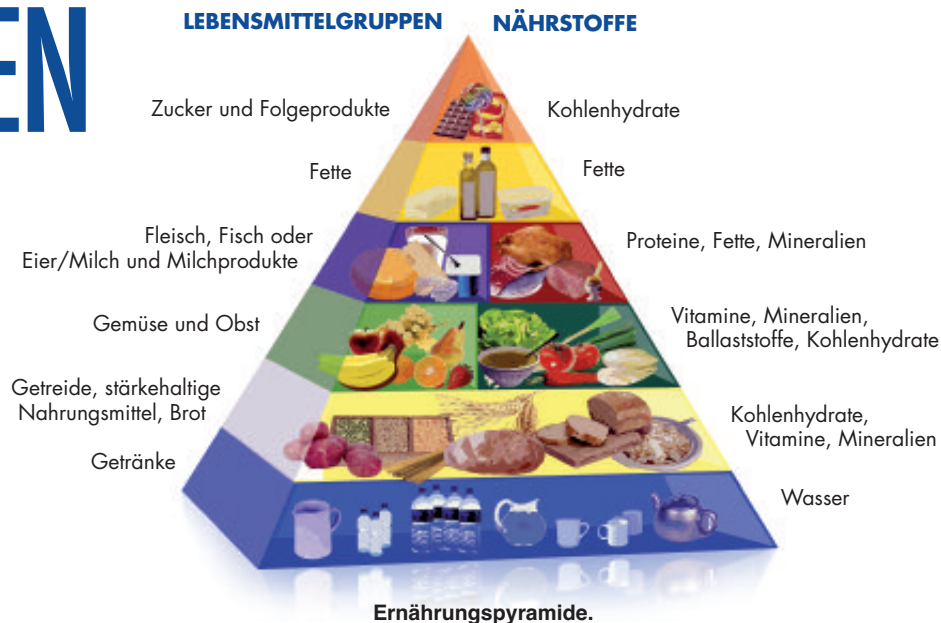 EN
LEBENSMITTELGRUPPEN
NÄHRSTOFFE
Zucker und Folgeprodukte
Kohlenhydrate
Fette
Fette
Fleisch, Fisch oder
Eier/Milch und Milchprodukte
Proteine, Fette, Mineralien
Gemüse und Obst
Vitamine, Mineralien,
Ballaststoffe, Kohlenhydrate
Getreide, stärkehaltige
Nahrungsmittel, Brot
Kohlenhydrate,
Vitamine, Mineralien
Getränke
Wasser
Ernährungspyramide.